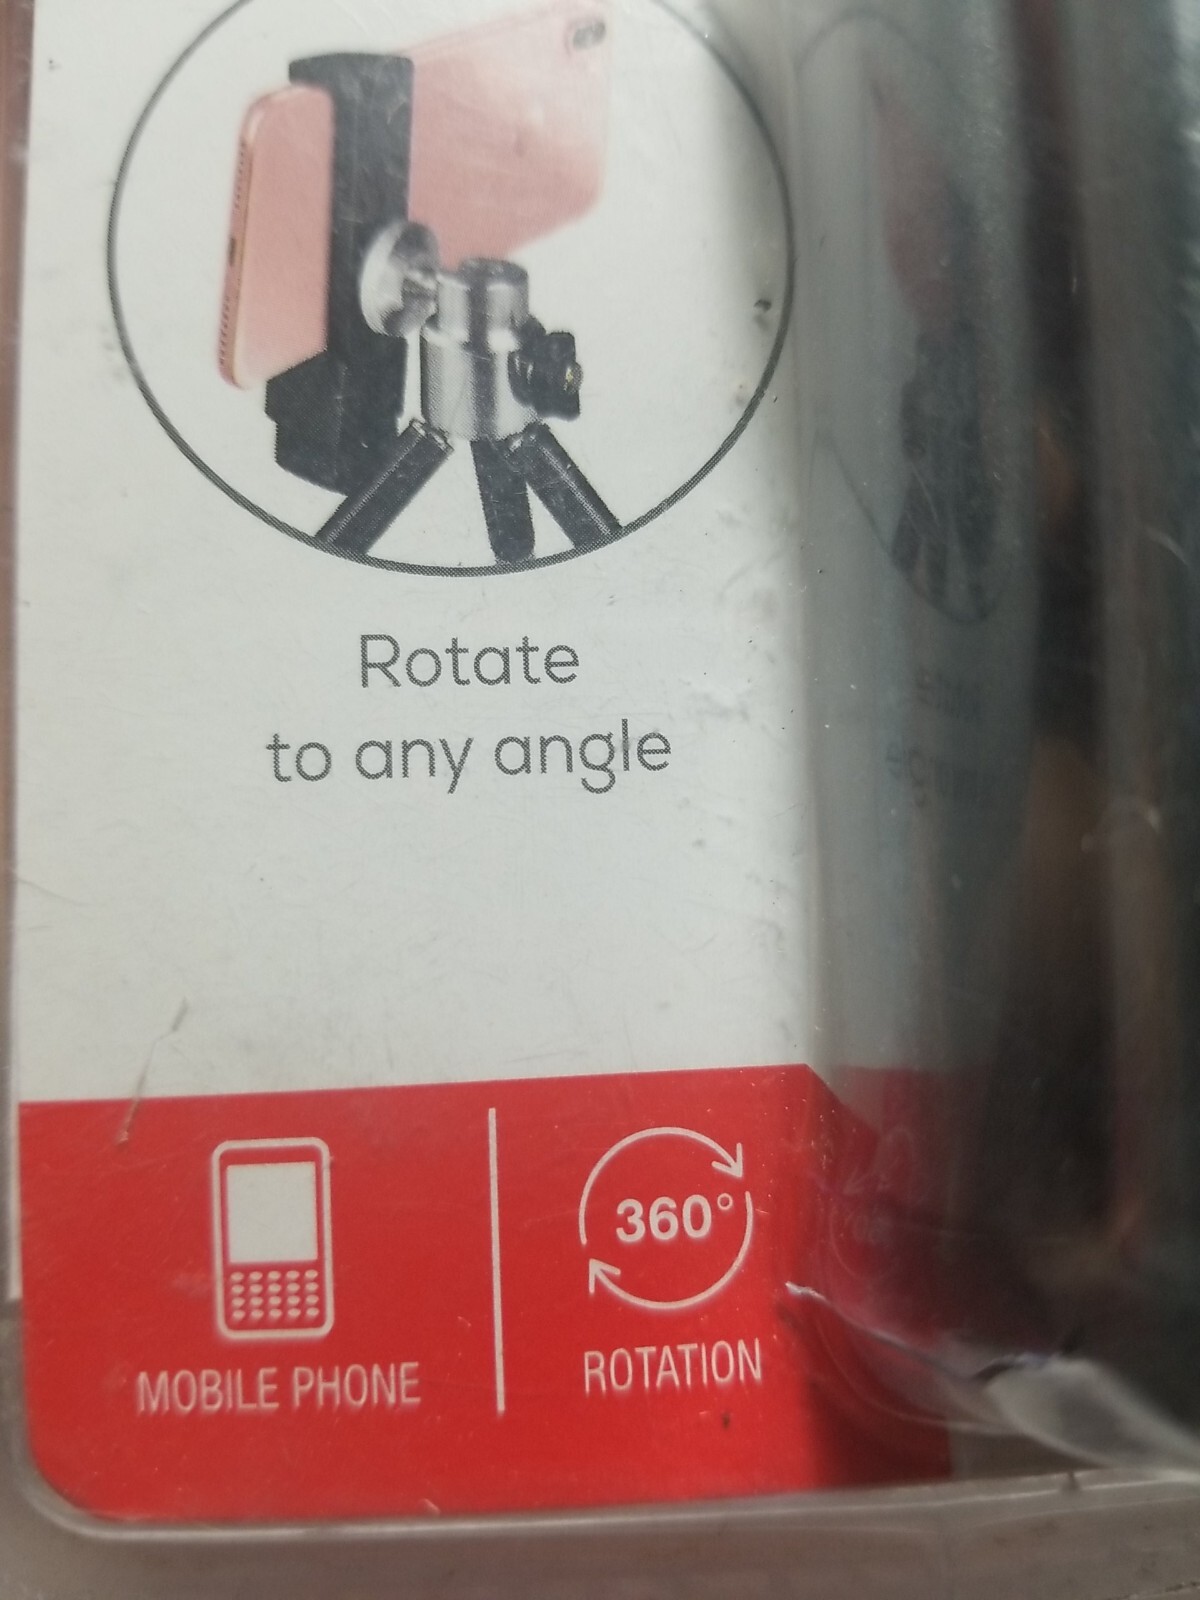 Rotate
to any angle
360°
MOBILE PHONE
ROTATION